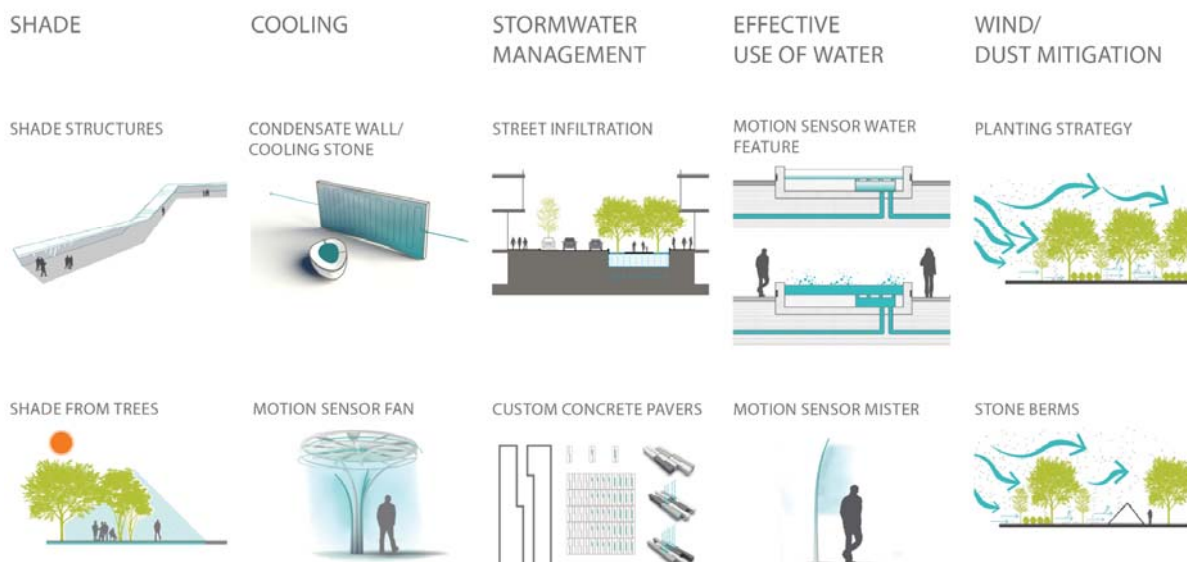 SHADE
COOLING
STORMWATER
MANAGEMENT
EFFECTIVE
USE OF WATER
WIND/
DUST MITIGATION
SHADE STRUCTURES
CONDENSATE WALL/
COOLING STONE
STREET INFILTRATION
MOTION SENSOR WATER
FEATURE
PLANTING STRATEGY
SHADE FROM TREES
MOTION SENSOR FAN
CUSTOM CONCRETE PAVERS
MOTION SENSOR MISTER
STONE BERMS